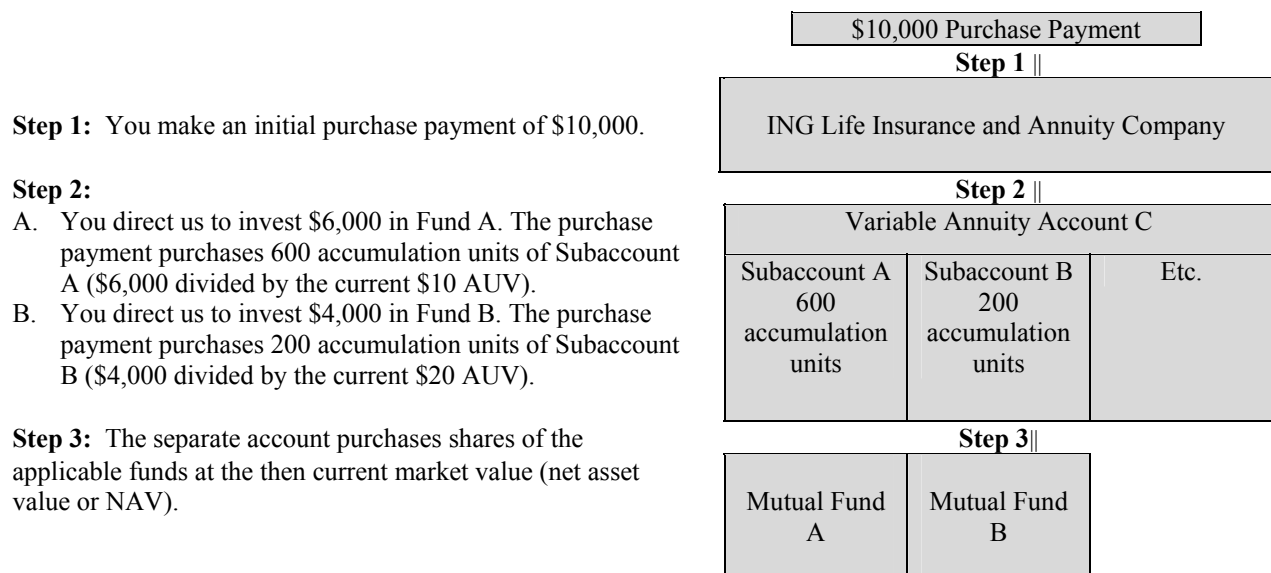 $10,000 Purchase Payment
Step 1 ||
Step 1: You make an initial purchase payment of $10,000.
ING Life Insurance and Annuity Company
Step 2:
A. You direct us to invest $6,000 in Fund A. The purchase
payment purchases 600 accumulation units of Subaccount
A ($6,000 divided by the current $10 AUV).
B. You direct us to invest $4,000 in Fund B. The purchase
payment purchases 200 accumulation units of Subaccount
B ($4,000 divided by the current $20 AUV).
Step 2 ||
Variable Annuity Account C
Subaccount A
600
accumulation
units
Subaccount B
200
accumulation
units
Etc.
Step 3: The separate account purchases shares of the
applicable funds at the then current market value (net asset
value or NAV).
Step 3||
Mutual Fund
A
Mutual Fund
B